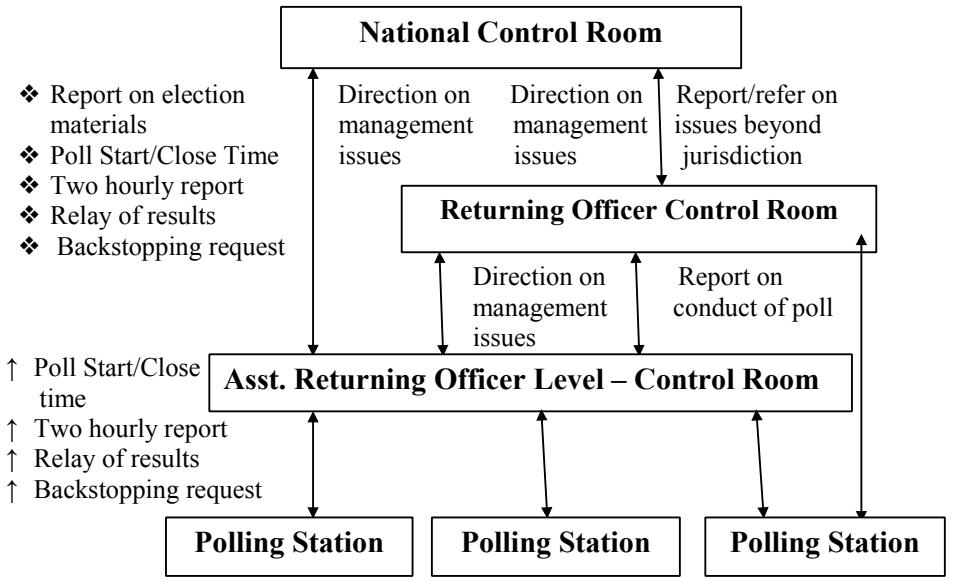 National Control Room
❖ Report on election
materials
❖ Poll Start/Close Time
❖ Two hourly report
❖ Relay of results
❖ Backstopping request
Direction on
management
issues
Direction on
management
issues
Report/refer on
issues beyond
jurisdiction
Returning Officer Control Room
Direction on
management
issues
Report on
conduct of poll
↑ Poll Start/Close
time
↑ Two hourly report
↑ Relay of results
↑ Backstopping request
Asst. Returning Officer Level – Control Room
Polling Station
Polling Station
Polling Station